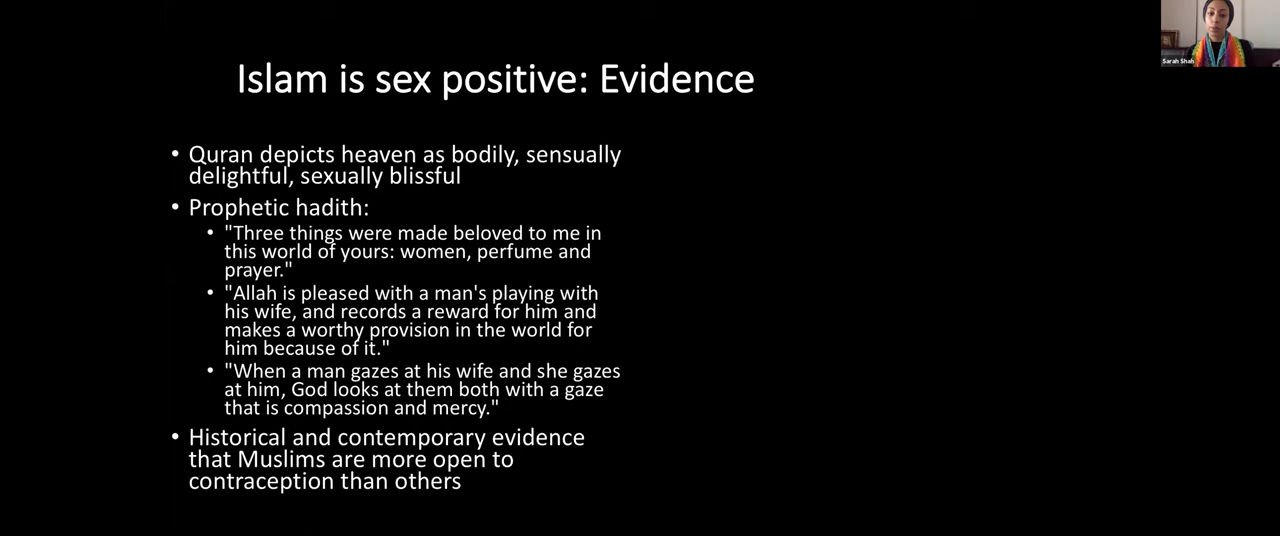 Sarah Shah
Islam is sex positive: Evidence
• Quran depicts heaven as bodily, sensually
delightful, sexually blissful
• Prophetic hadith:
• "Three things were made beloved to me in
this world of yours: women, perfume and
prayer."
• "Allah is pleased with a man's playing with
his wife, and records a reward for him and
makes a worthy provision in the world for
him because of it."
• "When a man gazes at his wife and she gazes
at him, God looks at them both with a gaze
that is compassion and mercy."
• Historical and contemporary evidence
that Muslims are more open to
contraception than others